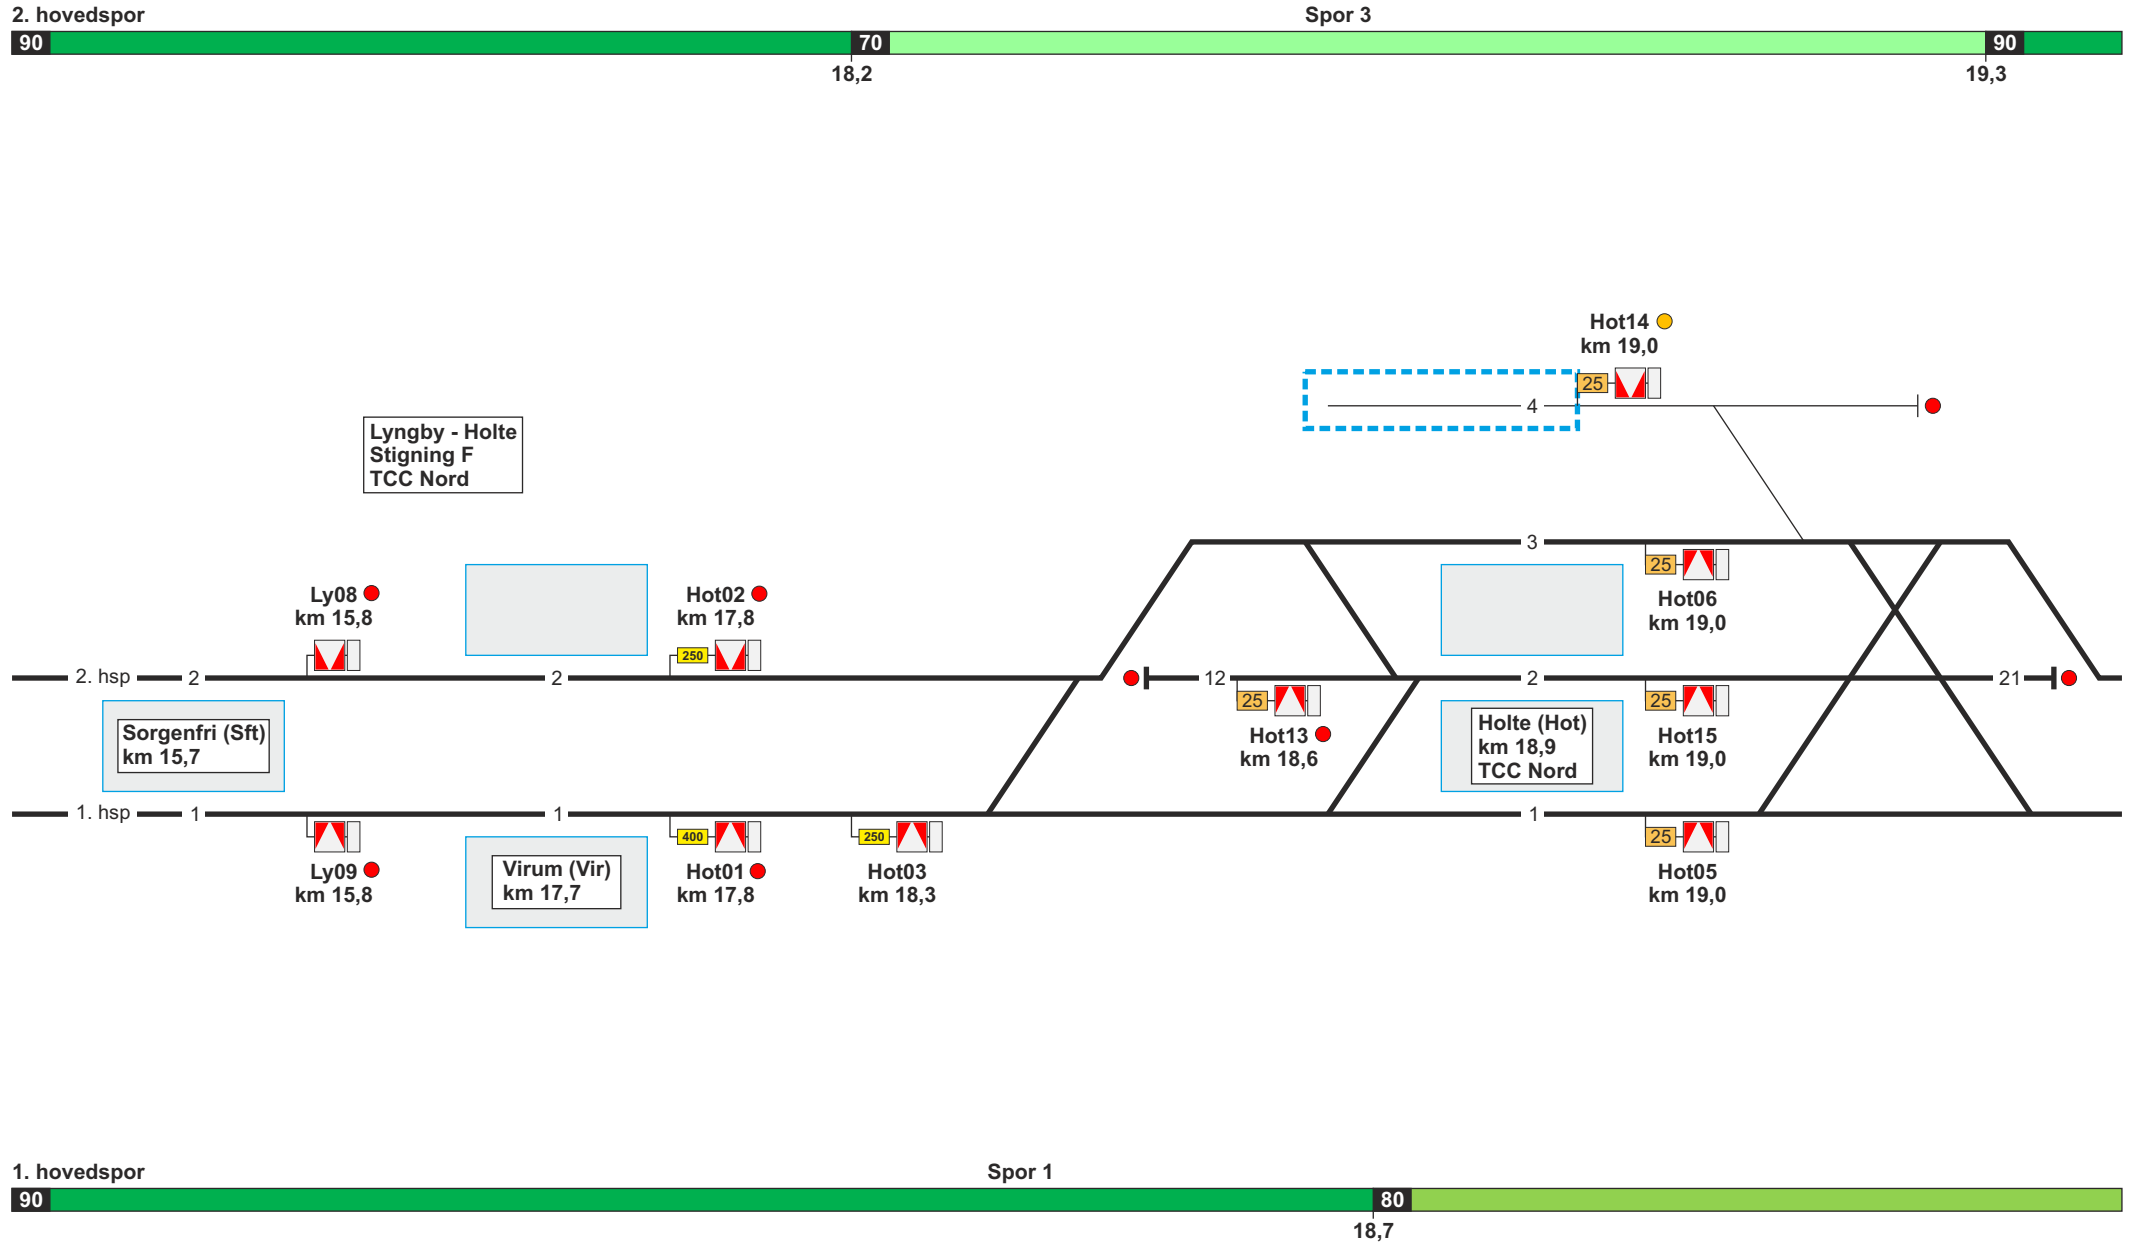 2. hovedspor
Spor 3
90
70
90
18,2
19,3
Hot14
km 19,0
25
4
Lyngby - Holte
Stigning F
TCC Nord
3
25
Hot06
km 19,0
Ly08
km 15,8
Hot02
km 17,8
250
2. hsp
2
2
12
2
21
25
Hot13
km 18,6
25
Hot15
km 19,0
Sorgenfri (Sft)
km 15,7
Holte (Hot)
km 18,9
TCC Nord
1. hsp
1
1
1
Ly09
km 15,8
Virum (Vir)
km 17,7
400
Hot01
km 17,8
250
Hot03
km 18,3
25
Hot05
km 19,0
1. hovedspor
Spor 1
90
80
18,7